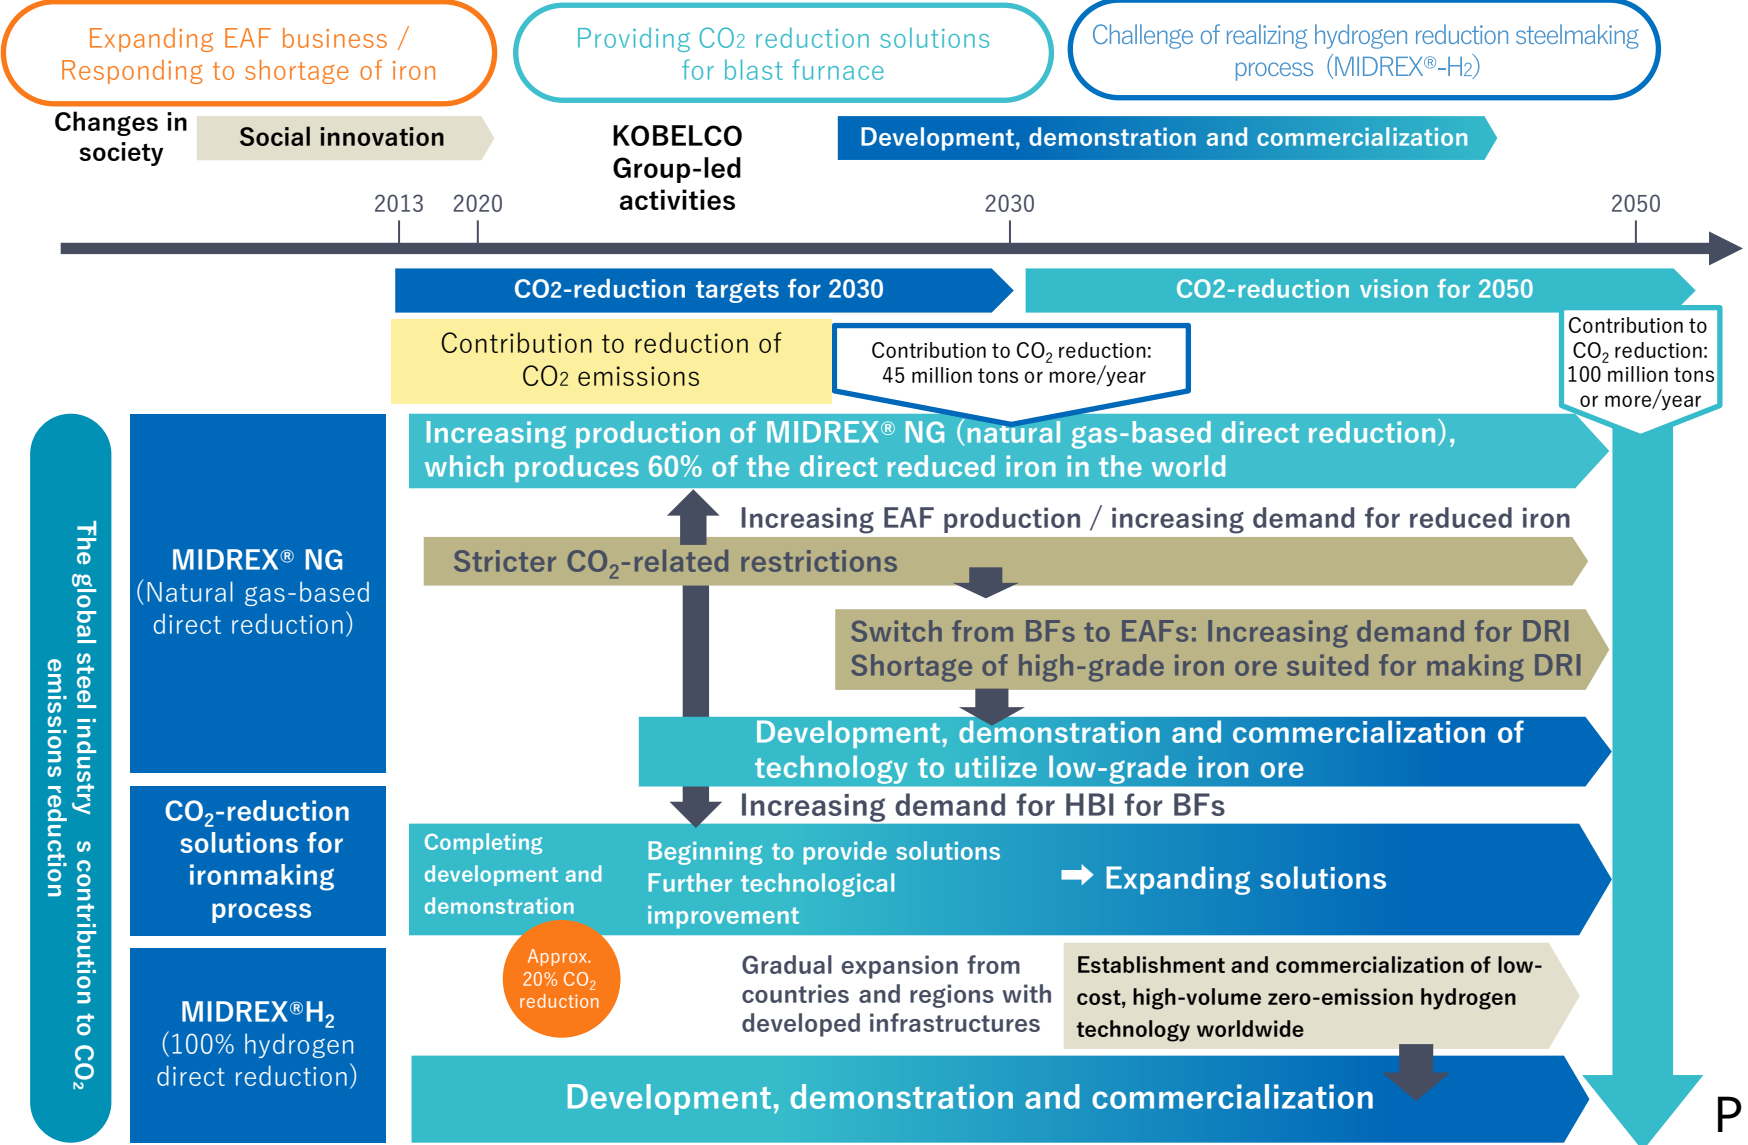 Expanding EAF business /
Responding to shortage of iron
Providing CO2 reduction solutions
for blast furnace
Challenge of realizing hydrogen reduction steelmaking
process (MIDREX®-H2)
Changes in
society
Social innovation
KOBELCO
Group-led
activities
Development, demonstration and commercialization
2013
2020
2030
2050
CO2-reduction targets for 2030
CO2-reduction vision for 2050
Contribution to reduction of
CO2 emissions
Contribution to CO2 reduction:
45 million tons or more/year
Contribution to
CO2 reduction:
100 million tons
or more/year
The global steel industry s contribution to CO2
emissions reduction
MIDREX® NG
(Natural gas-based
direct reduction)
Increasing production of MIDREX® NG (natural gas-based direct reduction),
which produces 60% of the direct reduced iron in the world
Increasing EAF production / increasing demand for reduced iron
Stricter CO2-related restrictions
Switch from BFs to EAFs: Increasing demand for DRI
Shortage of high-grade iron ore suited for making DRI
Development, demonstration and commercialization of
technology to utilize low-grade iron ore
Increasing demand for HBI for BFs
CO2-reduction
solutions for
ironmaking
process
Completing
development and
demonstration
Beginning to provide solutions
Further technological
improvement
Expanding solutions
Approx.
20% CO2
reduction
MIDREX®H2
(100% hydrogen
direct reduction)
Gradual expansion from
countries and regions with
developed infrastructures
Establishment and commercialization of low-
cost, high-volume zero-emission hydrogen
technology worldwide
Development, demonstration and commercialization
P